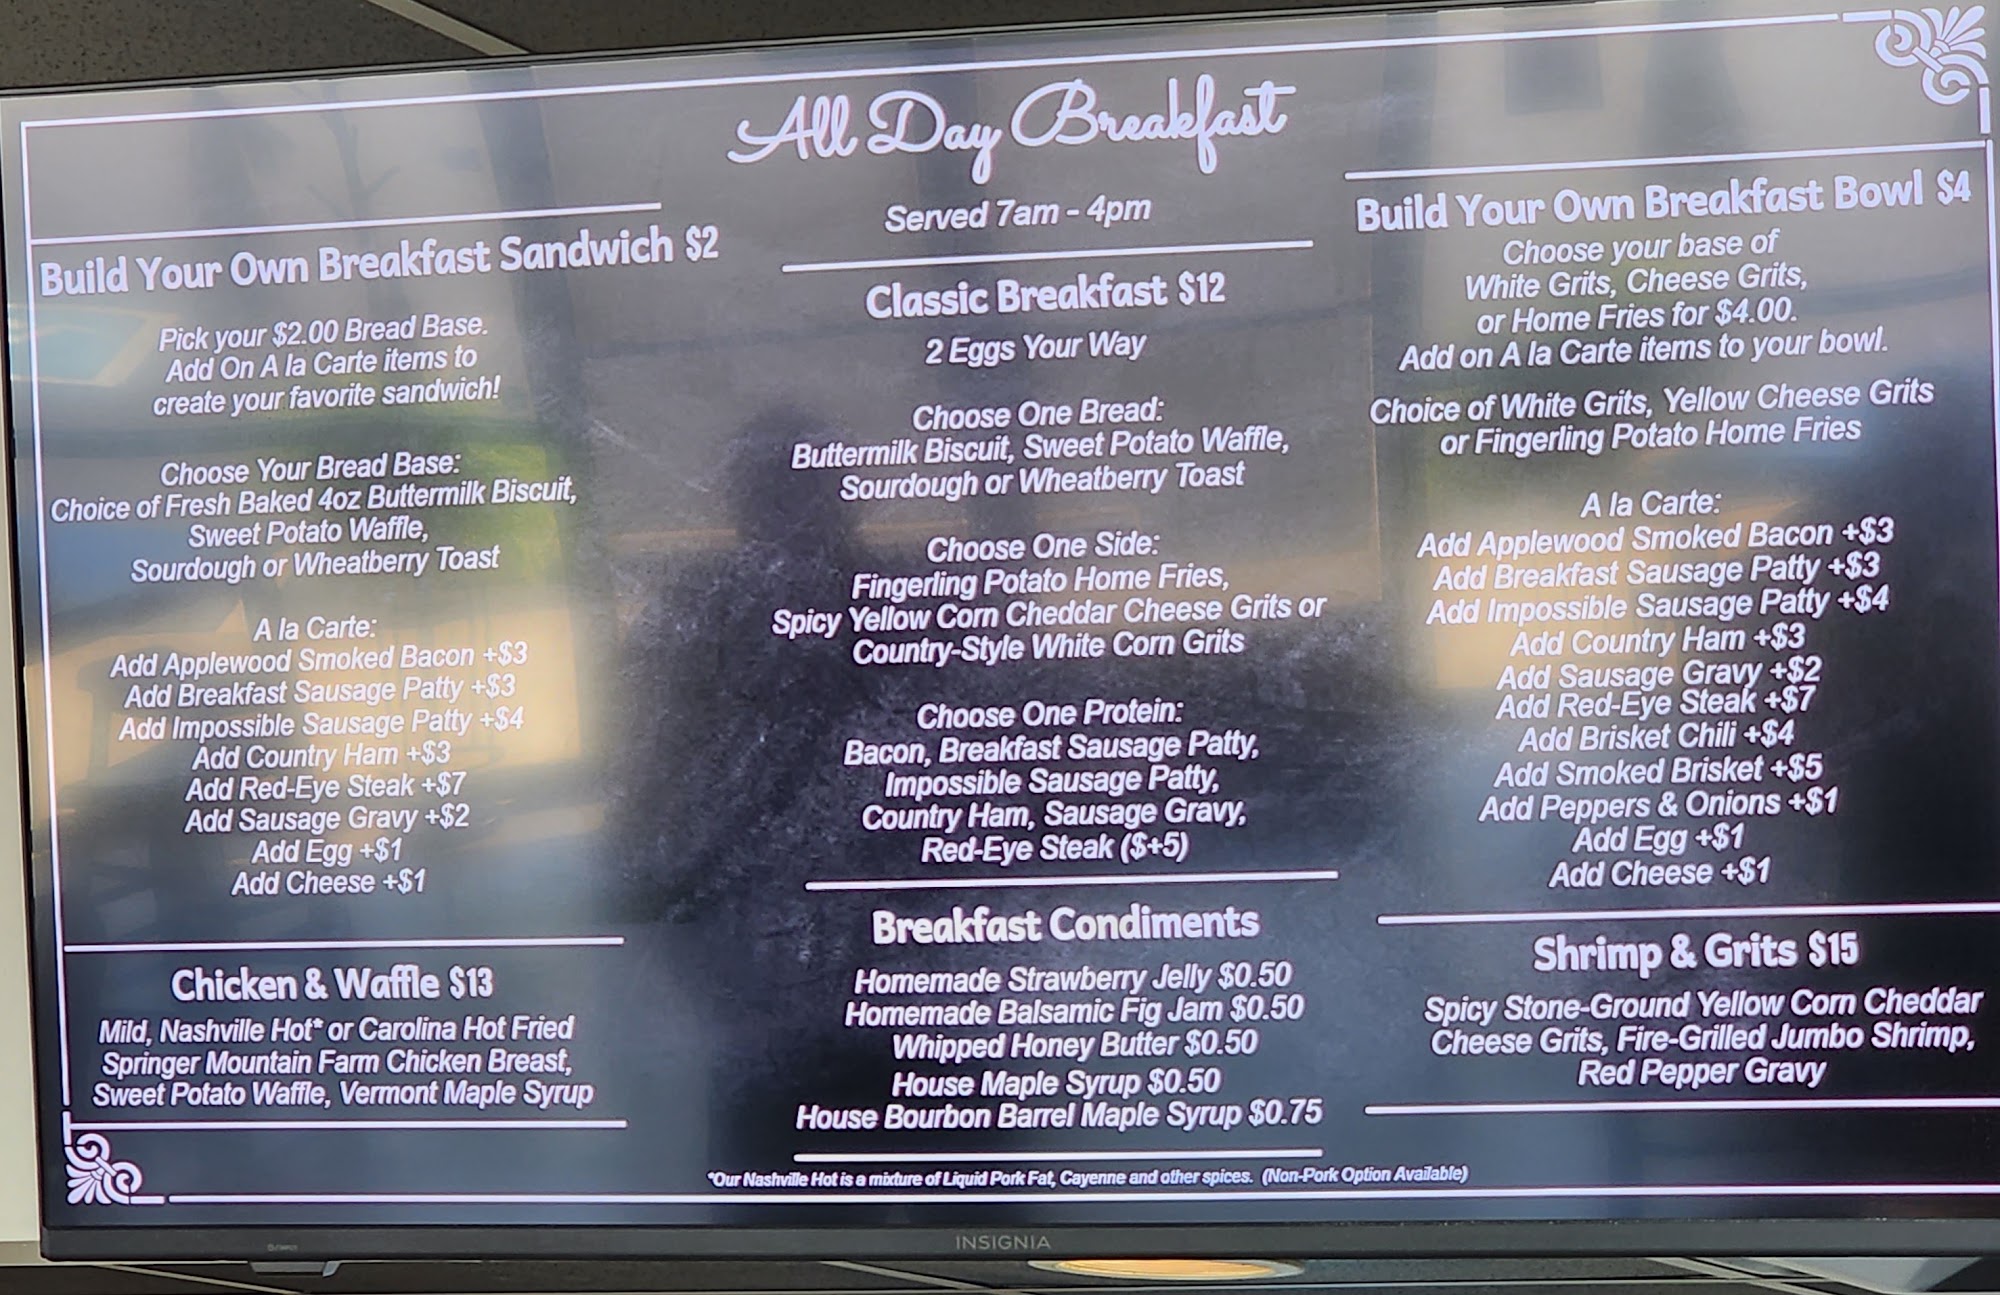 All Day Breakfast
Served 7am - 4pm
Build Your Own Breakfast Sandwich $2
Pick your $2.00 Bread Base.
Add On A la Carte items to
create your favorite sandwich!
Choose Your Bread Base:
Choice of Fresh Baked 4oz Buttermilk Biscuit,
Sweet Potato Waffle,
Sourdough or Wheatberry Toast
A la Carte:
Add Applewood Smoked Bacon +$3
Add Breakfast Sausage Patty +$3
Add Impossible Sausage Patty +$4
Add Country Ham +$3
Add Red-Eye Steak +$7
Add Sausage Gravy +$2
Add Egg +$1
Add Cheese +$1
Chicken & Waffle $13
Mild, Nashville Hot* or Carolina Hot Fried
Springer Mountain Farm Chicken Breast,
Sweet Potato Waffle, Vermont Maple Syrup
Classic Breakfast $12
2 Eggs Your Way
Choose One Bread:
Buttermilk Biscuit, Sweet Potato Waffle,
Sourdough or Wheatberry Toast
Choose One Side:
Fingerling Potato Home Fries,
Spicy Yellow Corn Cheddar Cheese Grits or
Country-Style White Corn Grits
Choose One Protein:
Bacon, Breakfast Sausage Patty,
Impossible Sausage Patty,
Country Ham, Sausage Gravy,
Red-Eye Steak ($+5)
Breakfast Condiments
Homemade Strawberry Jelly $0.50
Homemade Balsamic Fig Jam $0.50
Whipped Honey Butter $0.50
House Maple Syrup $0.50
House Bourbon Barrel Maple Syrup $0.75
Build Your Own Breakfast Bowl $4
Choose your base of
White Grits, Cheese Grits,
or Home Fries for $4.00.
Add on A la Carte items to your bowl.
Choice of White Grits, Yellow Cheese Grits
or Fingerling Potato Home Fries
A la Carte:
Add Applewood Smoked Bacon +$3
Add Breakfast Sausage Patty +$3
Add Impossible Sausage Patty +$4
Add Country Ham +$3
Add Sausage Gravy +$2
Add Red-Eye Steak +$7
Add Brisket Chili +$4
Add Smoked Brisket +$5
Add Peppers & Onions +$1
Add Egg +$1
Add Cheese +$1
Shrimp & Grits $15
Spicy Stone-Ground Yellow Corn Cheddar
Cheese Grits, Fire-Grilled Jumbo Shrimp,
Red Pepper Gravy
*Our Nashville Hot is a mixture of Liquid Pork Fat, Cayenne and other spices. (Non-Pork Option Available)
INSIGNIA